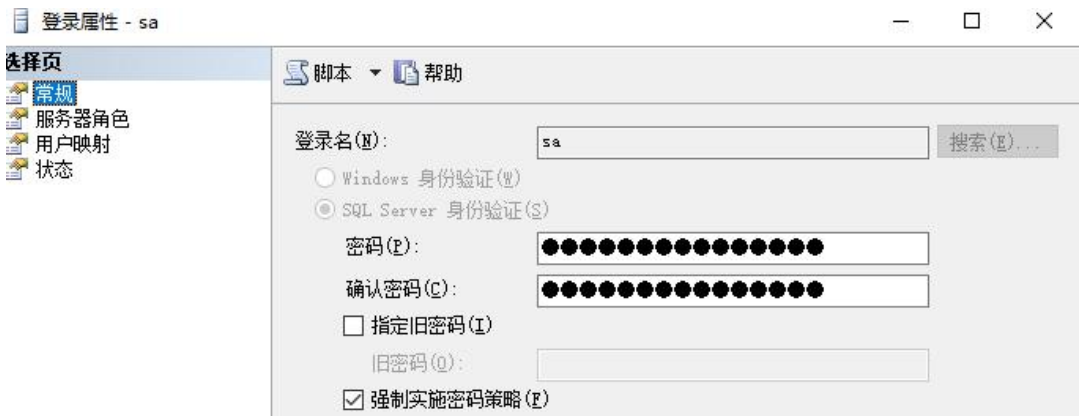 登录属性 - sa
选择页
常规
服务器角色
用户映射
状态
脚本 帮助
登录名(N): sa 搜索(E)...
Windows 身份验证(W)
SQL Server 身份验证(S)
密码(P): ●●●●●●●●●●●●●●●
确认密码(C): ●●●●●●●●●●●●●●●
指定旧密码(I)
旧密码(O):
强制实施密码策略(F)